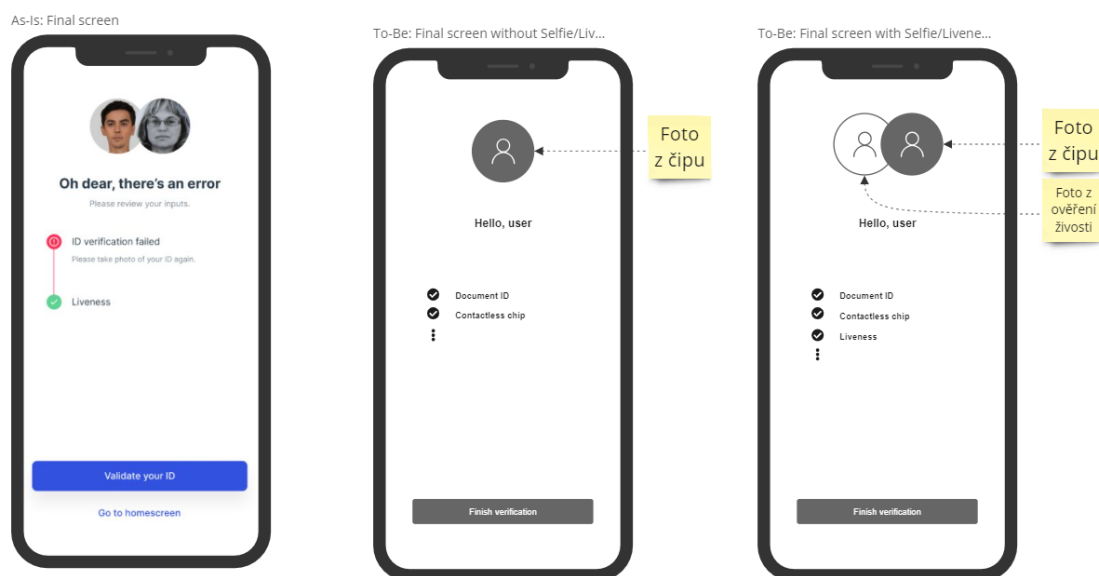 As-Is: Final screen
Oh dear, there's an error
Please review your inputs.
ID verification failed
Please take photo of your ID again.
Liveness
Validate your ID
Go to homescreen
To-Be: Final screen without Selfie/Liv...
Hello, user
Document ID
Contactless chip
Finish verification
Foto
z čipu
To-Be: Final screen with Selfie/Livene...
Hello, user
Document ID
Contactless chip
Liveness
Finish verification
Foto
z čipu
Foto z
ověření
živosti